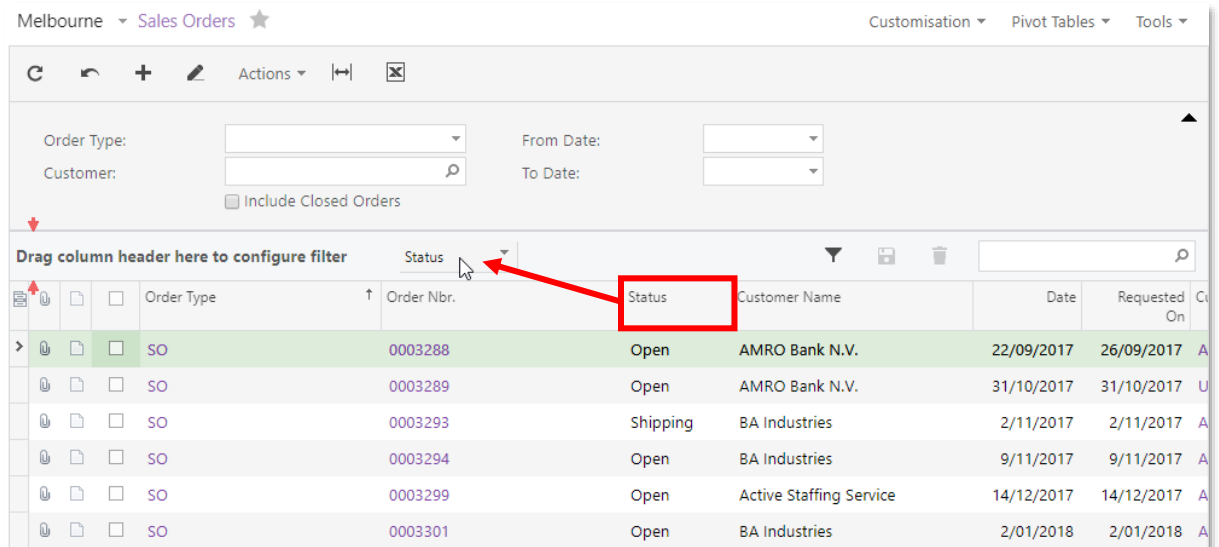 Melbourne Sales Orders Customisation Pivot Tables Tools
Actions
Order Type: From Date:
Customer: To Date:
Include Closed Orders
Drag column header here to configure filter Status
Order Type Order Nbr. Status Customer Name Date Requested On
SO 0003288 Open AMRO Bank N.V. 22/09/2017 26/09/2017 A
SO 0003289 Open AMRO Bank N.V. 31/10/2017 31/10/2017 U
SO 0003293 Shipping BA Industries 2/11/2017 2/11/2017 A
SO 0003294 Open BA Industries 9/11/2017 9/11/2017 A
SO 0003299 Open Active Staffing Service 14/12/2017 14/12/2017 A
SO 0003301 Open BA Industries 2/01/2018 2/01/2018 A